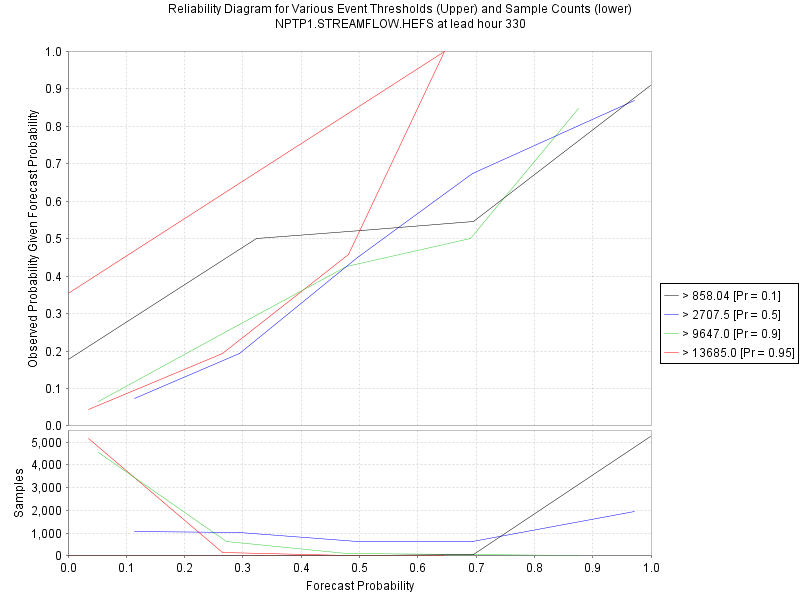 Reliability Diagram for Various Event Thresholds (Upper) and Sample Counts (lower)
NPTP1.STREAMFLOW.HEFS at lead hour 330
Observed Probability Given Forecast Probability
1.0
0.9
0.8
0.7
0.6
0.5
0.4
0.3
0.2
0.1
0.0
> 858.04 [Pr = 0.1]
> 2707.5 [Pr = 0.5]
> 9647.0 [Pr = 0.9]
> 13685.0 [Pr = 0.95]
Samples
5,000
4,000
3,000
2,000
1,000
0
0.0 0.1 0.2 0.3 0.4 0.5 0.6 0.7 0.8 0.9 1.0
Forecast Probability